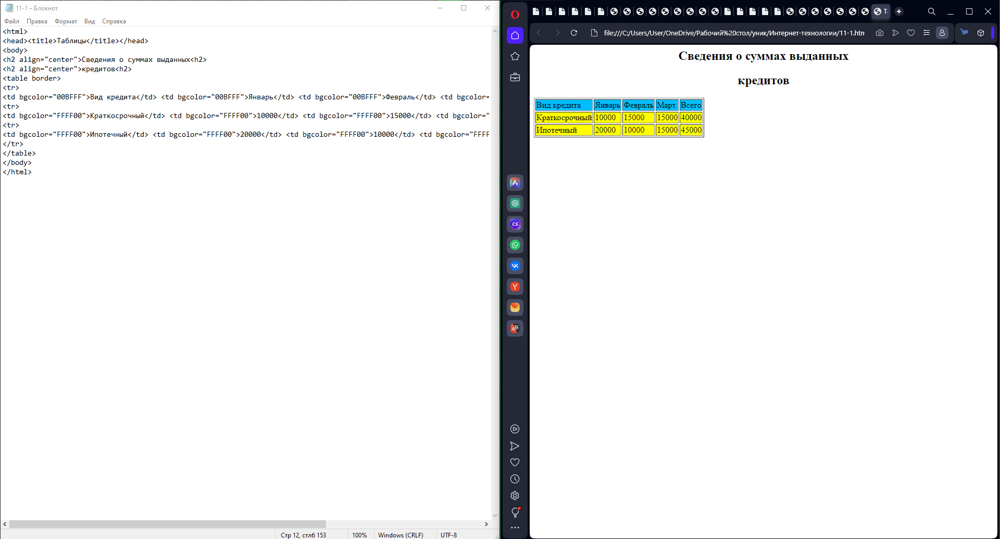 11-1 – Блокнот
Файл Правка Формат Вид Справка
<html>
<head><title>Таблицы</title></head>
<body>
<h2 align="center">Сведения о суммах выданных<h2>
<h2 align="center">кредитов<h2>
<table border>
<tr>
<td bgcolor="00BFFF">Вид кредита</td> <td bgcolor="00BFFF">Январь</td> <td bgcolor="00BFFF">Февраль</td> <td bgcolor=
<tr>
<td bgcolor="FFFF00">Краткосрочный</td> <td bgcolor="FFFF00">10000</td> <td bgcolor="FFFF00">15000</td> <td bgcolor="
<tr>
<td bgcolor="FFFF00">Ипотечный</td> <td bgcolor="FFFF00">20000</td> <td bgcolor="FFFF00">10000</td> <td bgcolor="FFFF
</tr>
</table>
</body>
</html>
Стр 12, стлб 153 100% Windows (CRLF) UTF-8
file:///C:/Users/User/OneDrive/Рабочий%20стол/уник/Интернет-технологии/11-1.htm
Сведения о суммах выданных
кредитов
Вид кредита Январь Февраль Март Всего
Краткосрочный 10000 15000 15000 40000
Ипотечный 20000 10000 15000 45000